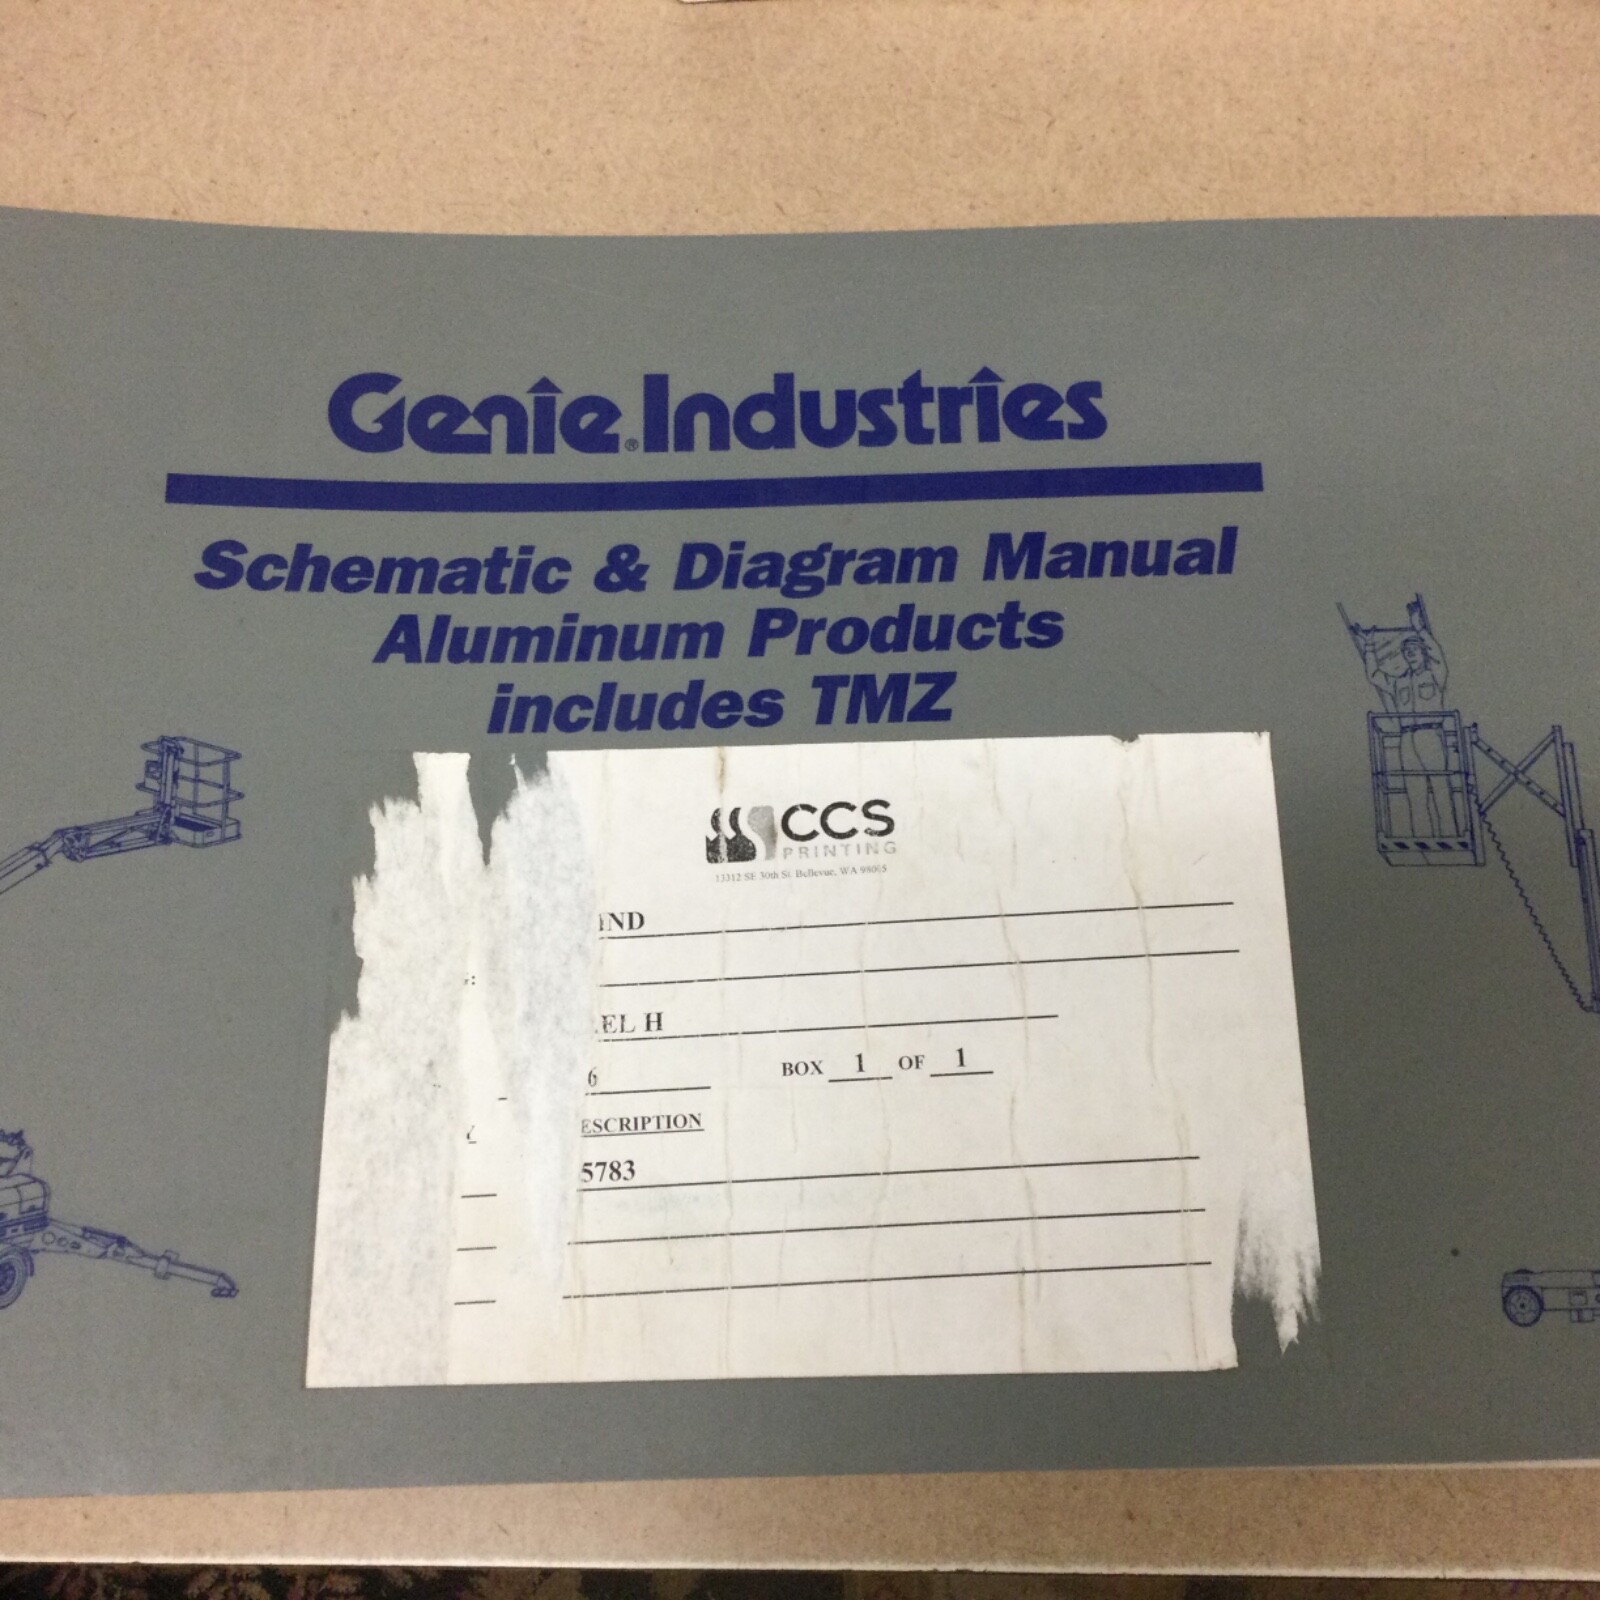 Genie® Industries
Schematic & Diagram Manual
Aluminum Products
includes TMZ
CCS
PRINTING
13312 SE 30th St. Bellevue, WA 98005
IND
:
EL H
6 BOX 1 OF 1
ESCRIPTION
5783